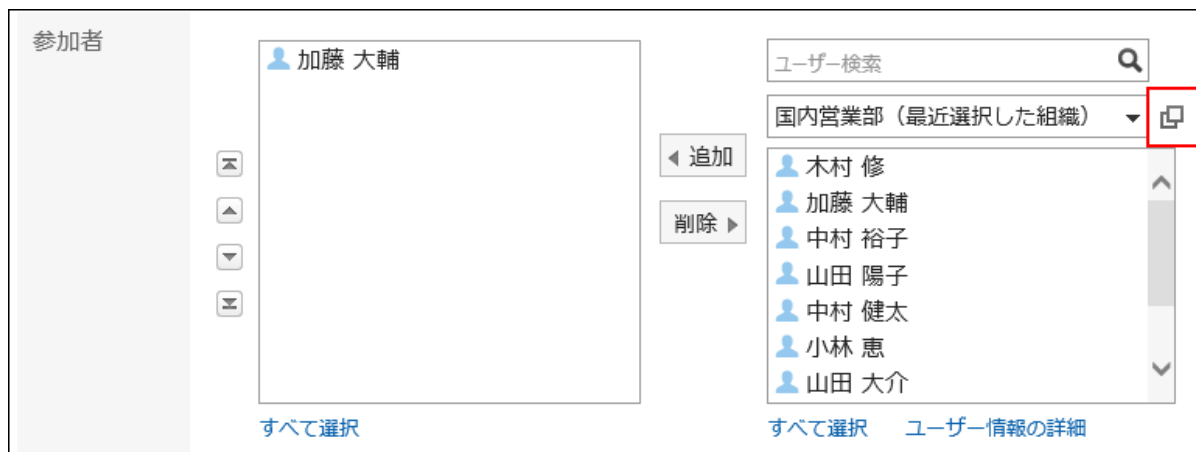 参加者
加藤 大輔
すべて選択
追加
削除
ユーザー検索
国内営業部（最近選択した組織）
木村 修
加藤 大輔
中村 裕子
山田 陽子
中村 健太
小林 恵
山田 大介
すべて選択 ユーザー情報の詳細